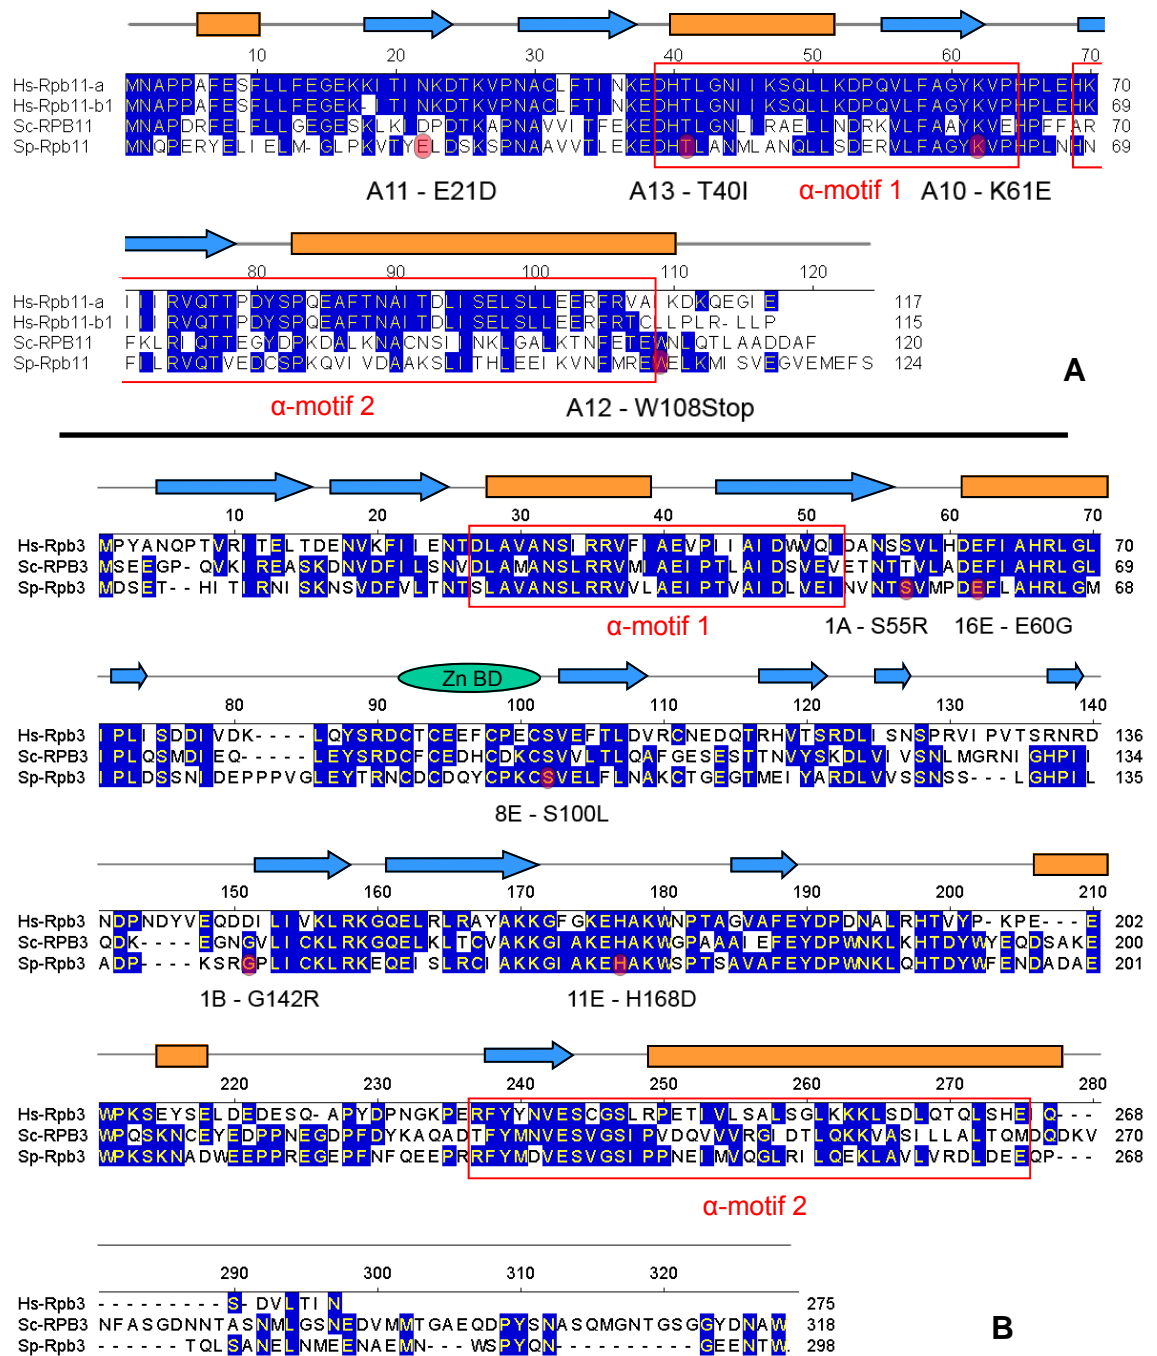 10 20 30 40 50 60 70
Hs-Rpb11-a MNAPPAFESFLLFEGEKKITINKDTKVPNACLFTINKEDHTLGNIIKSQLLKDPQVLFAGYKVPHPLEHK 70
Hs-Rpb11-b1 MNAPPAFESFLLFEGEK-ITINKDTKVPNACLFTINKEDHTLGNIIKSQLLKDPQVLFAGYKVPHPLEHK 69
Sc-RPB11 MNAPDRFELFLLGEGESKLKIDPDTKAPNAVVITFEKEDHTLGNLIRAELLNDRKVLFAAYKVEHPFFAR 70
Sp-Rpb11 MNQPERYELIELM-GLPKVTYELDSKSPNAAVVTLEKEDHTLANMLANQLLSDERVLFAGYKVPHPLNHN 69
A11 - E21D A13 - T40I α-motif 1 A10 - K61E
80 90 100 110 120
Hs-Rpb11-a IIIRVQTTPDYSPQEAFTNAITDLISELSLLEERFRVAIKDKQEGIE 117
Hs-Rpb11-b1 IIIRVQTTPDYSPQEAFTNAITDLISELSLLEERFRTCLLPLR-LLP 115
Sc-RPB11 FKLRIQTTEGYDPKDALKNACNSIINKLGALKTNFETEWNLQTLAADDAF 120
Sp-Rpb11 FILRVQTVEDCSPKQVIVDAAKSLITHLEEIKVNFMREWELKMISVEGVEMEFS 124
α-motif 2 A12 - W108Stop
A
10 20 30 40 50 60 70
Hs-Rpb3 MPYANQPTVRITELTDENVKFIIENTDLAVANSIRRVFIAEVPIIAIDWVQIDANSSVLHDEFIAHRLGL 70
Sc-RPB3 MSEEGP-QVKIREASKDNVDFILSNVDLAMANSLRRVMIAEIPTLAIDSVEVETNTTVLADEFIAHRLGL 69
Sp-Rpb3 MDSET--HITIRNISKNSVDFVLTNTSLAVANSLRRVVLAEIPTVAIDLVEINVNTSVMPDEFLAHRLGM 68
α-motif 1 1A - S55R 16E - E60G
Zn BD
80 90 100 110 120 130 140
Hs-Rpb3 IPLISDDIVDK----LQYSRDCTCEEFCPECSVEFTLDVRCNEDQTRHVTSRDLISNSPRVIPVTSRNRD 136
Sc-RPB3 IPLQSMDIEQ-----LEYSRDCFCEDHCDKCSVVLTLQAFGESESTTNVYSKDLVIVSNLMGRNIGHPII 134
Sp-Rpb3 IPLDSSNIDEPPPVGLEYTRNCDCDQYCPKCSVELFLNAKCTGEGTMEIYARDLVVSSNSS---LGHPIL 135
8E - S100L
150 160 170 180 190 200 210
Hs-Rpb3 NDPNDYVEQDDILIVKLRKGQELRLRAYAKKGFGKEHAKWNPTAGVAFEYDPDNALRHTVYP-KPE---E 202
Sc-RPB3 QDK----EGNGVLICKLRKGQELKLTCVAKKGIAKEHAKWGPAAAIEFEYDPWNKLKHTDYWYEQDSAKE 200
Sp-Rpb3 ADP----KSRGPLICKLRKEQEISLRCIAKKGIAKEHAKWSPTSAVAFEYDPWNKLQHTDYWFENDADAE 201
1B - G142R 11E - H168D
220 230 240 250 260 270 280
Hs-Rpb3 WPKSEYSELDEDESQ-APYDPNGKPERFYYNVESCGSLRPETIVLSALSGLKKKLSDLQTQLSHEIQ--- 268
Sc-RPB3 WPQSKNCEYEDPPNEGDPFDYKAQADTFYMNVESVGSIPVDQVVVRGIDTLQKKVASILLALTQMDQDKV 270
Sp-Rpb3 WPKSKNADWEEPPREGEPFNFQEEPRRFYMDVESVGSIPPNEIMVQGLRILQEKLAVLVRDLDEEQP--- 268
α-motif 2
290 300 310 320
Hs-Rpb3 ---------S-DVLTIN 275
Sc-RPB3 NFASGDNNTASNMLGSNEDVMMTGAEQDPYSNASQMGNTGSGGYDNAW 318
Sp-Rpb3 ------TQLSANELNMEENAEMN---WSPYQN----------GEENTW. 298
B